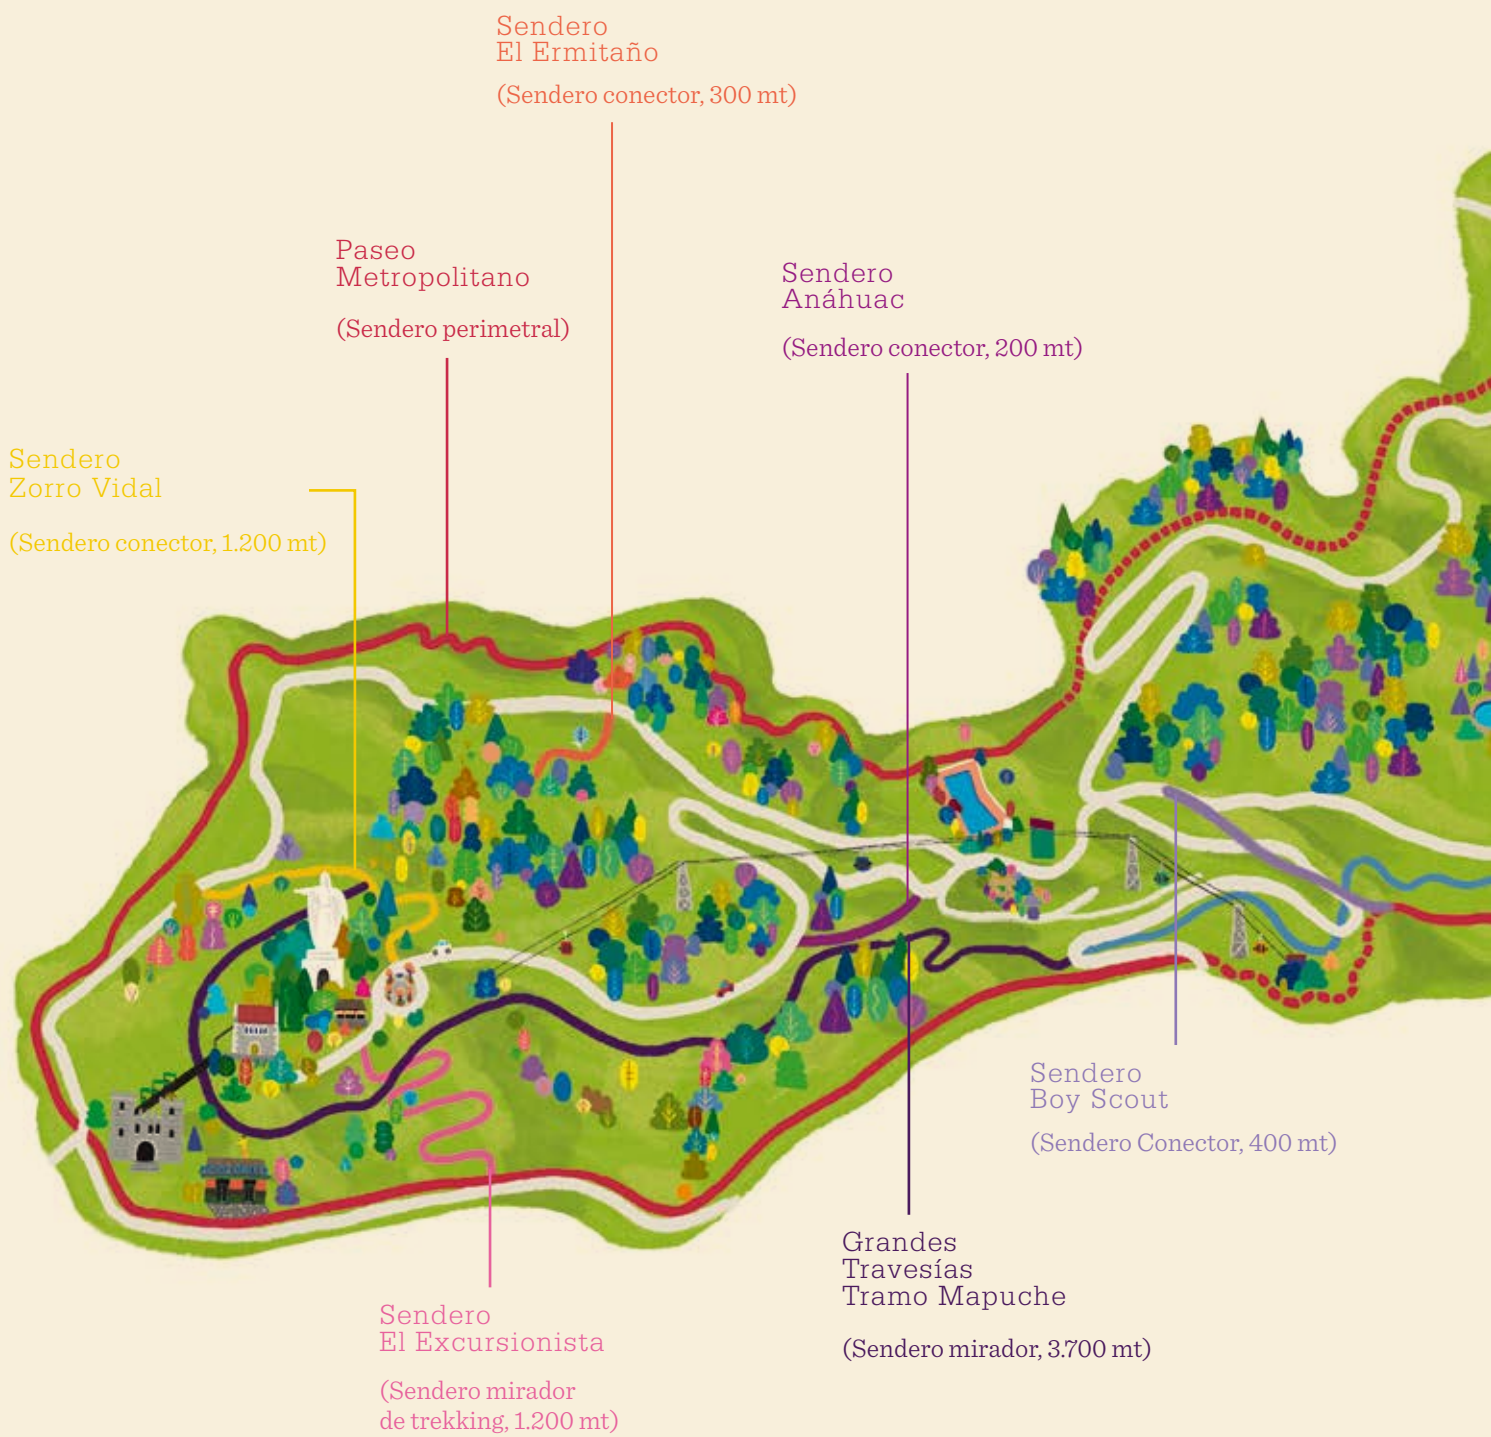 Sendero
El Ermitaño
(Sendero conector, 300 mt)
Paseo
Metropolitano
(Sendero perimetral)
Sendero
Anáhuac
(Sendero conector, 200 mt)
Sendero
Zorro Vidal
(Sendero conector, 1.200 mt)
Sendero
Boy Scout
(Sendero Conector, 400 mt)
Grandes
Travesías
Tramo Mapuche
(Sendero mirador, 3.700 mt)
Sendero
El Excursionista
(Sendero mirador
de trekking, 1.200 mt)